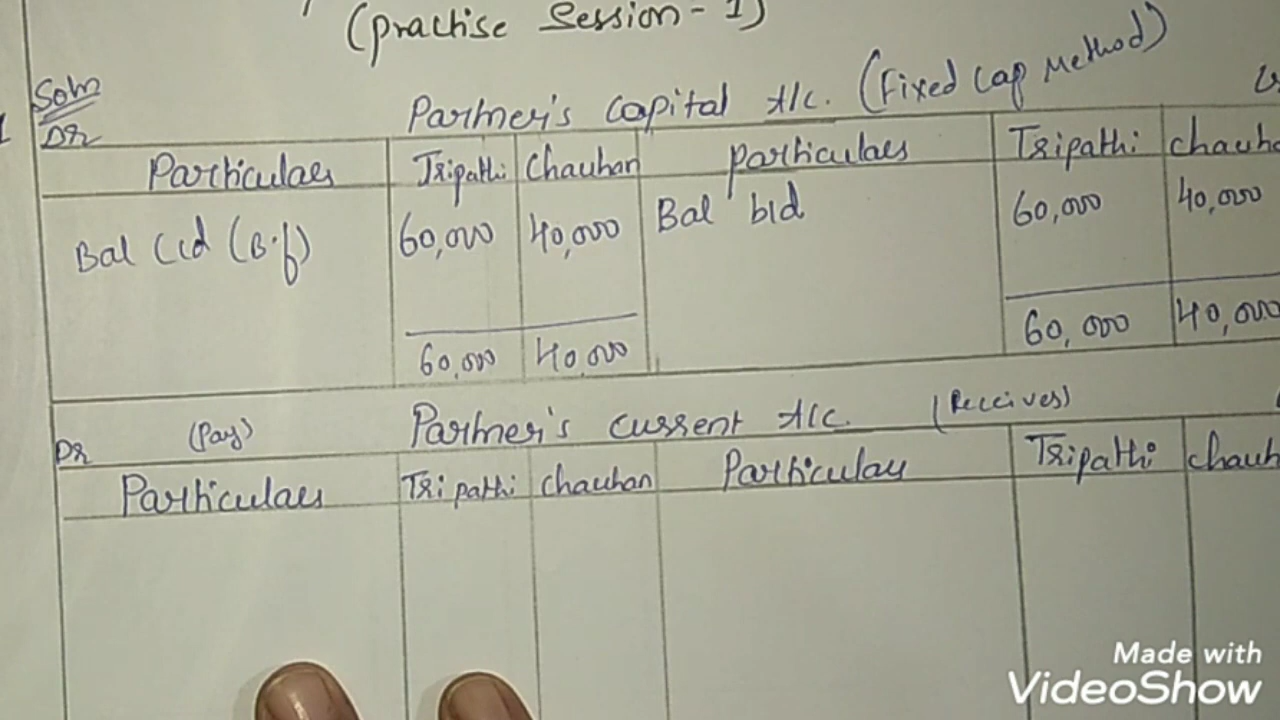 (Practise Session - 1)
Soln
Dr Partner's Capital A/c. (Fixed Cap Method)
Particulars Tripathi Chauhan Particulars Tripathi Chauh
Bal c/d (B.f) 60,000 40,000 Bal b/d 60,000 40,000
60,000 40,000 60,000 40,000
Dr (Pay) Partner's Current A/c. (Receives)
Particulars Tripathi Chauhan Particulars Tripathi Chauh
Made with
VideoShow